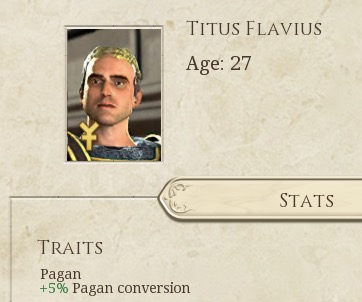 Titus Flavius
Age: 27
Stats
Traits
Pagan
+5% Pagan conversion